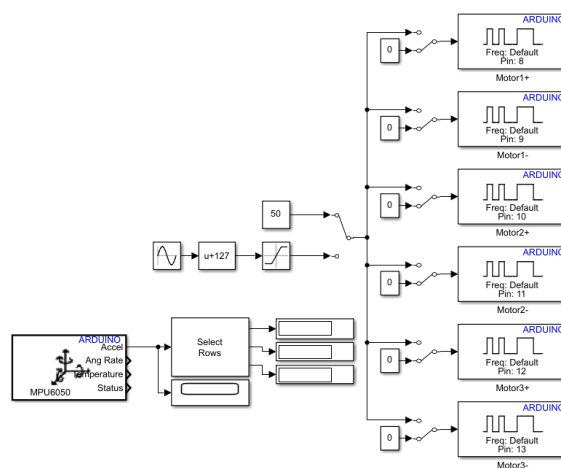 ARDUINO
0
Freq: Default
Pin: 8
Motor1+
ARDUINO
0
Freq: Default
Pin: 9
Motor1-
ARDUINO
0
Freq: Default
Pin: 10
Motor2+
50
u+127
ARDUINO
0
Freq: Default
Pin: 11
Motor2-
ARDUINO
Accel
Ang Rate
Temperature
Status
MPU6050
Select
Rows
ARDUINO
0
Freq: Default
Pin: 12
Motor3+
ARDUINO
0
Freq: Default
Pin: 13
Motor3-